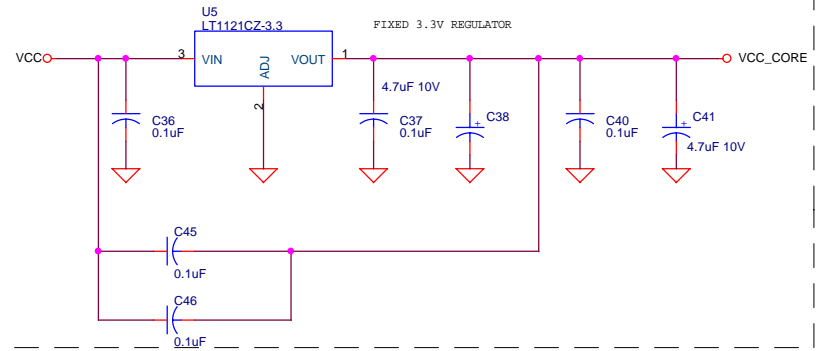 U5
LT1121CZ-3.3
FIXED 3.3V REGULATOR
VCC
3
VIN
ADJ
VOUT
1
VCC_CORE
2
4.7uF 10V
C36
0.1uF
C37
0.1uF
C38
C40
0.1uF
C41
4.7uF 10V
C45
0.1uF
C46
0.1uF